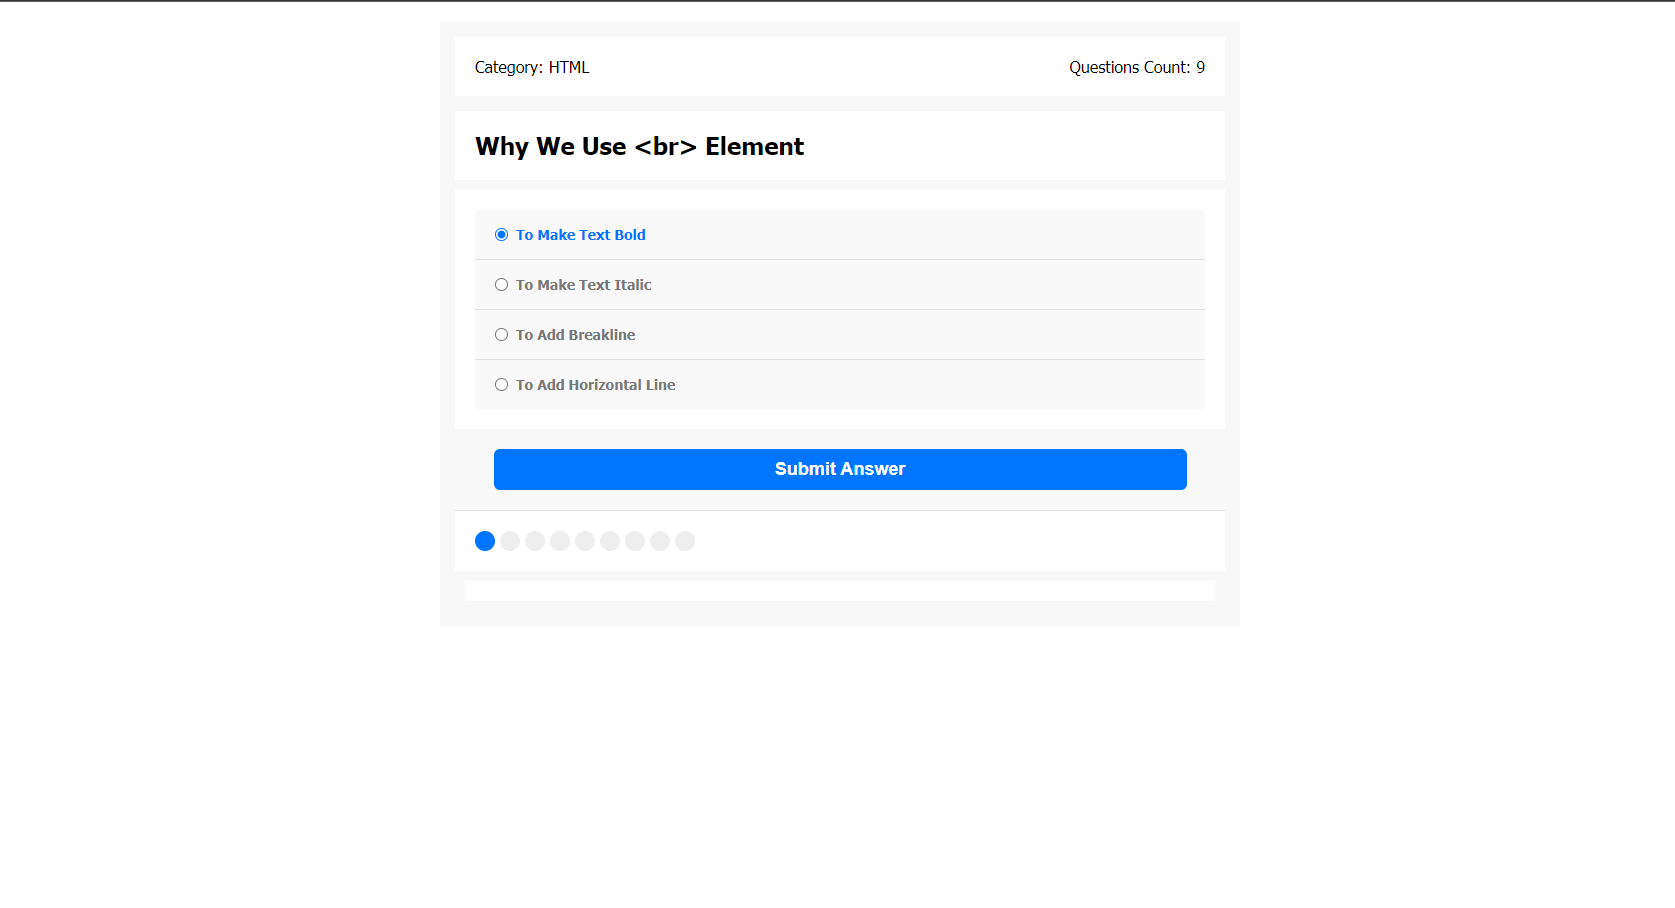 Category: HTML
Questions Count: 9
Why We Use <br> Element
To Make Text Bold
To Make Text Italic
To Add Breakline
To Add Horizontal Line
Submit Answer